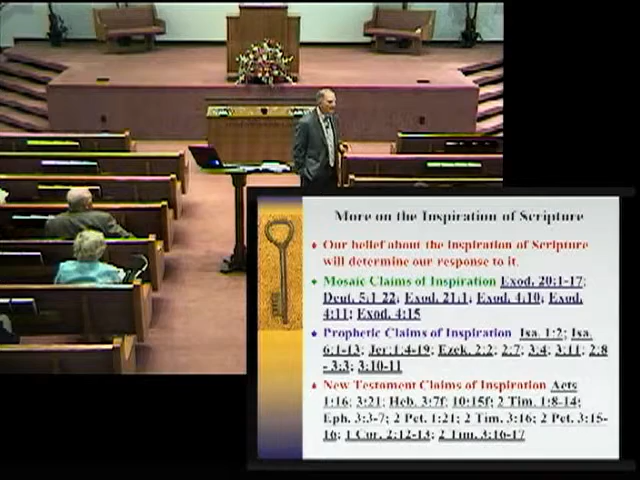 More on the Inspiration of Scripture
Our belief about the inspiration of Scripture
will determine our response to it.
Mosaic Claims of Inspiration Exod. 20:1-17;
Deut. 5:1-22; Exod. 21:1; Exod. 4:10; Exod.
4:11; Exod. 4:15
Prophetic Claims of Inspiration Isa. 1:2; Isa.
6:1-13; Jer. 1:4-19; Ezek. 2:2; 2:7; 3:4; 3:11; 2:8
- 3:3; 3:10-11
New Testament Claims of Inspiration Acts
1:16; 3:21; Heb. 3:7f; 10:15f; 2 Tim. 1:8-14;
Eph. 3:3-7; 2 Pet. 1:21; 2 Tim. 3:16; 2 Pet. 3:15-
16; 1 Cor. 2:12-13; 2 Tim. 3:16-17